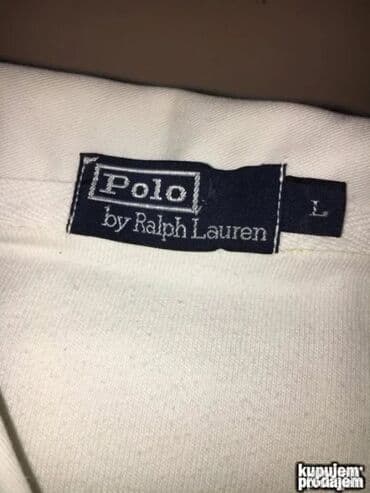 Polo
by Ralph Lauren
L
kupujem
prodajem